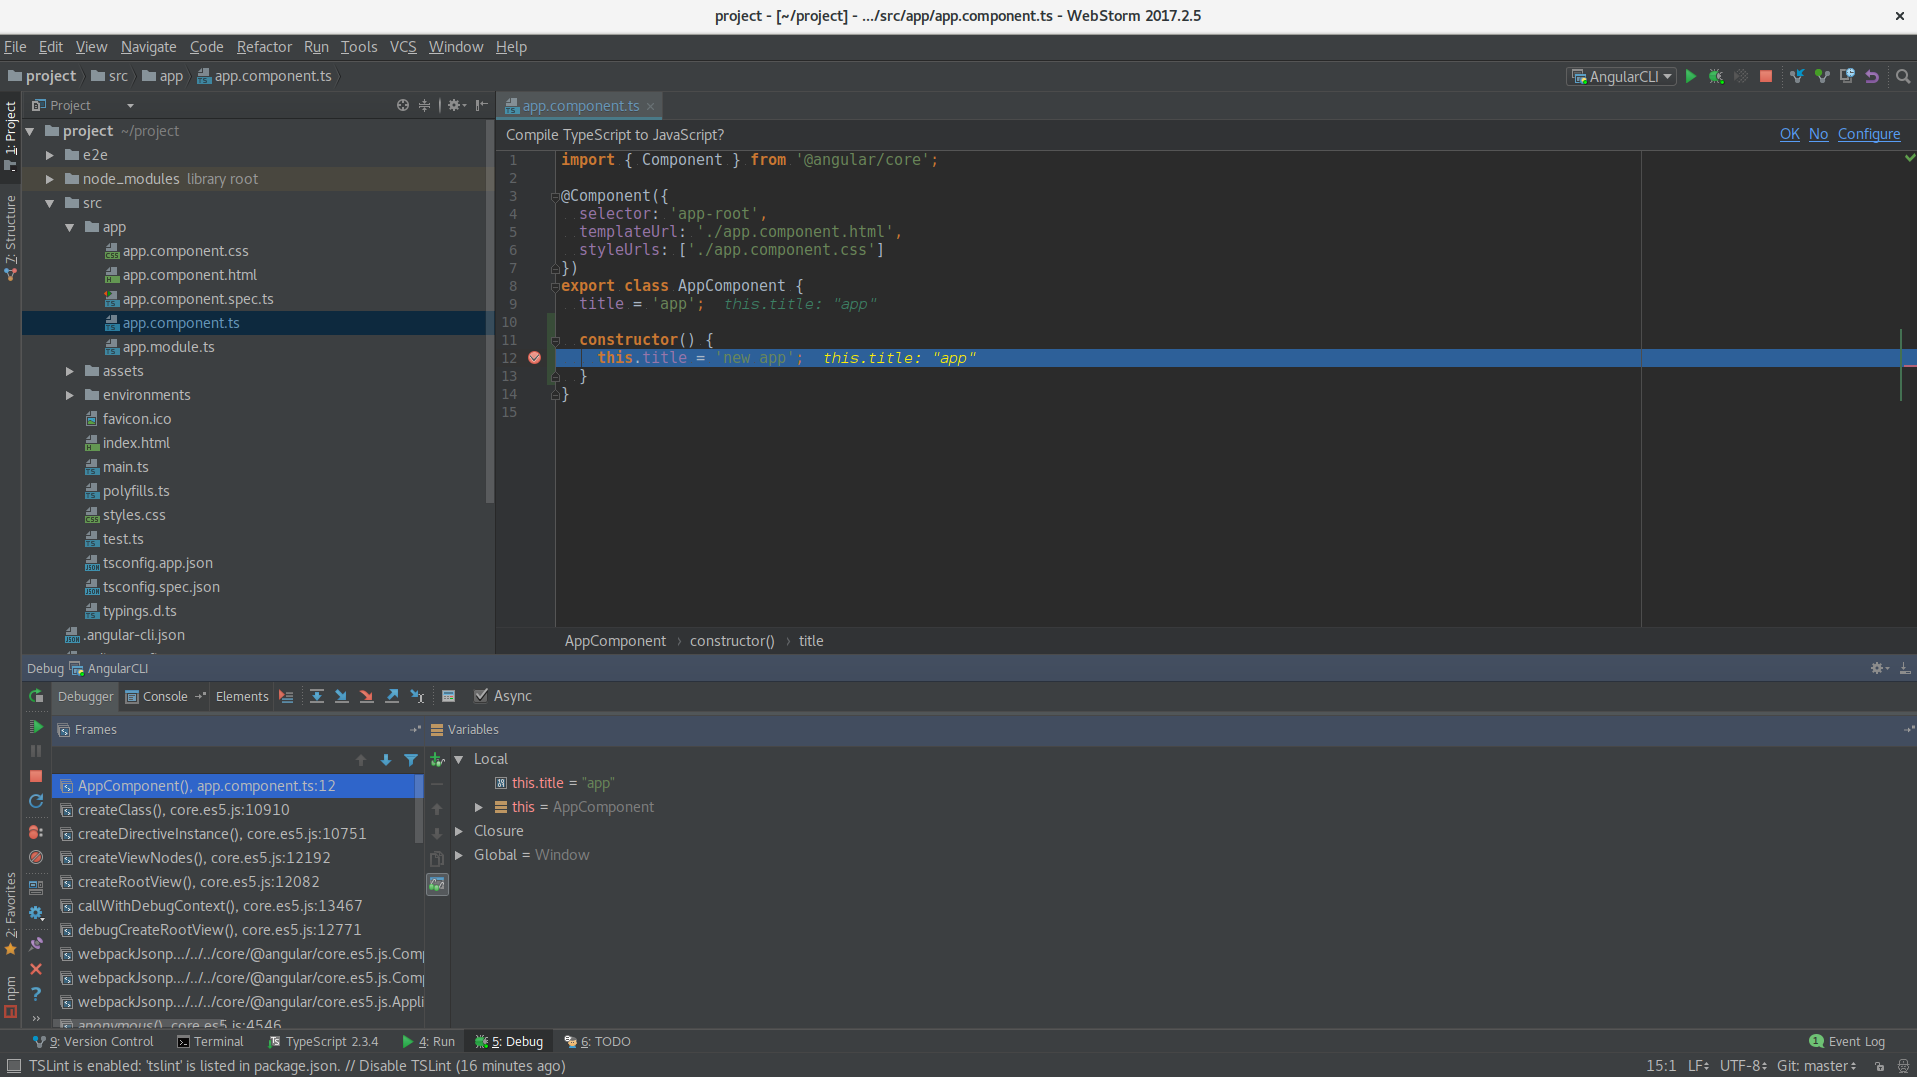 project - [~/project] - .../src/app/app.component.ts - WebStorm 2017.2.5
File Edit View Navigate Code Refactor Run Tools VCS Window Help
project src app app.component.ts
AngularCLI
1: Project
7: Structure
2: Favorites
npm
Project
project ~/project
e2e
node_modules library root
src
app
app.component.css
app.component.html
app.component.spec.ts
app.component.ts
app.module.ts
assets
environments
favicon.ico
index.html
main.ts
polyfills.ts
styles.css
test.ts
tsconfig.app.json
tsconfig.spec.json
typings.d.ts
.angular-cli.json
app.component.ts
Compile TypeScript to JavaScript? OK No Configure
1 import { Component } from '@angular/core';
2
3 @Component({
4 selector: 'app-root',
5 templateUrl: './app.component.html',
6 styleUrls: ['./app.component.css']
7 })
8 export class AppComponent {
9 title = 'app'; this.title: "app"
10
11 constructor() {
12 this.title = 'new app'; this.title: "app"
13 }
14 }
15
AppComponent › constructor() › title
Debug AngularCLI
Debugger Console Elements Async
Frames
AppComponent(), app.component.ts:12
createClass(), core.es5.js:10910
createDirectiveInstance(), core.es5.js:10751
createViewNodes(), core.es5.js:12192
createRootView(), core.es5.js:12082
callWithDebugContext(), core.es5.js:13467
debugCreateRootView(), core.es5.js:12771
webpackJsonp.../../../core/@angular/core.es5.js.Comp
webpackJsonp.../../../core/@angular/core.es5.js.Comp
webpackJsonp.../../../core/@angular/core.es5.js.Appli
anonymous(), core.es5.js:4546
Variables
Local
this.title = "app"
this = AppComponent
Closure
Global = Window
9: Version Control Terminal TypeScript 2.3.4 4: Run 5: Debug 6: TODO 1 Event Log
TSLint is enabled: 'tslint' is listed in package.json. // Disable TSLint (16 minutes ago) 15:1 LF UTF-8 Git: master